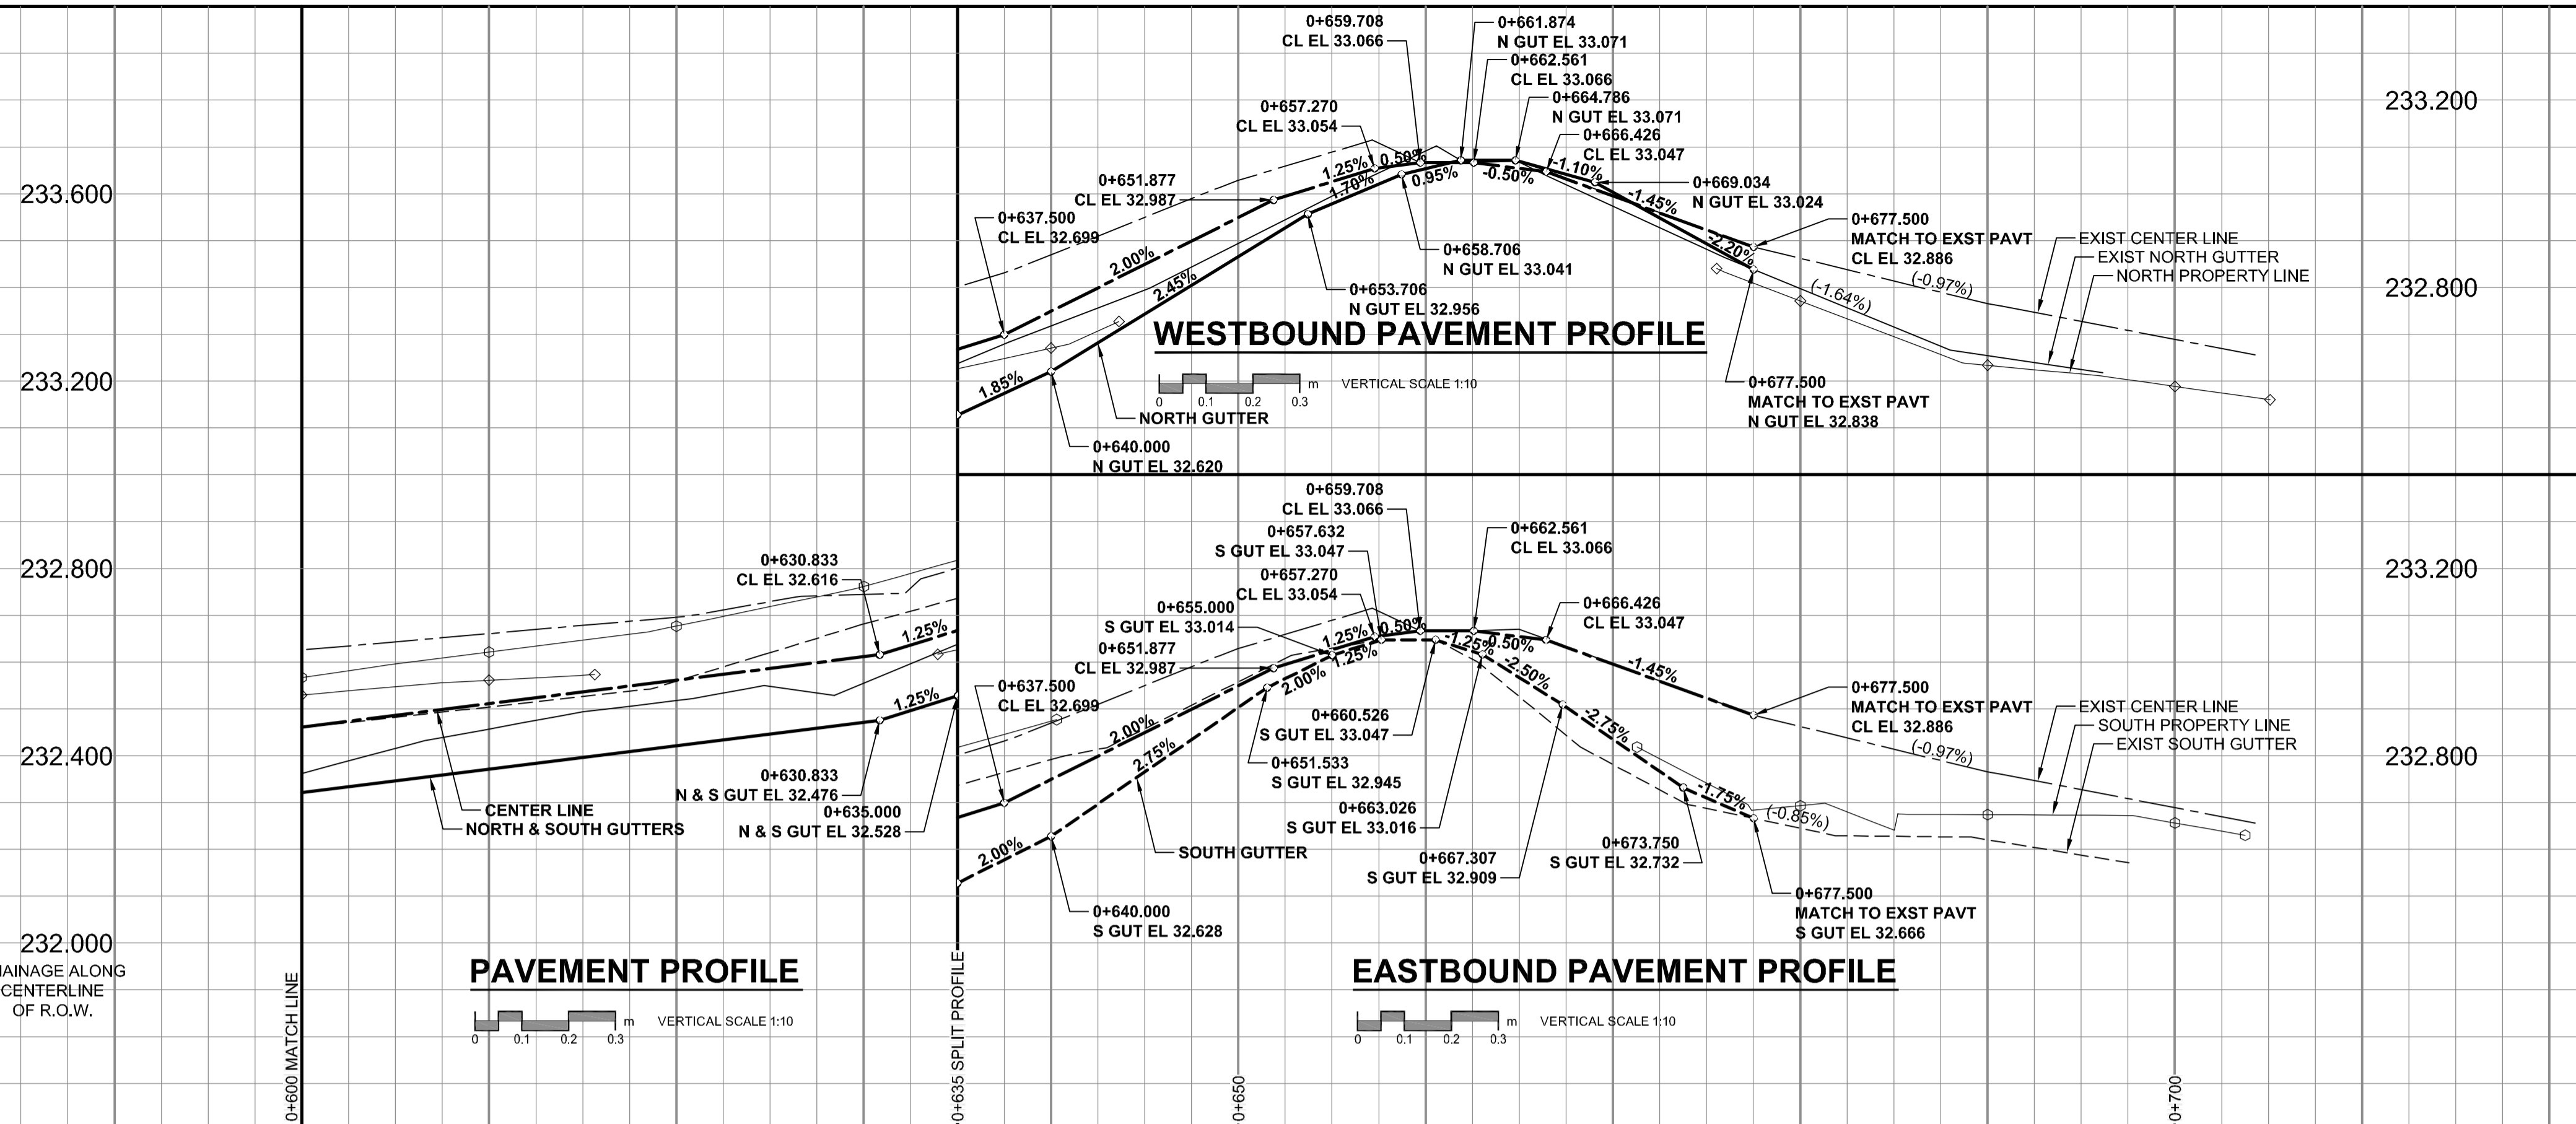 233.600
233.200
232.800
232.400
232.000
AINAGE ALONG
CENTERLINE
OF R.O.W.
0+600 MATCH LINE
0+630.833
CL EL 32.616
1.25%
1.25%
CENTER LINE
NORTH & SOUTH GUTTERS
0+630.833
N & S GUT EL 32.476
0+635.000
N & S GUT EL 32.528
PAVEMENT PROFILE
m
VERTICAL SCALE 1:10
0 0.1 0.2 0.3
0+635 SPLIT PROFILE
0+659.708
CL EL 33.066
0+661.874
N GUT EL 33.071
0+662.561
CL EL 33.066
0+664.786
N GUT EL 33.071
0+666.426
CL EL 33.047
0+657.270
CL EL 33.054
0+651.877
CL EL 32.987
0+637.500
CL EL 32.699
0+669.034
N GUT EL 33.024
0+677.500
MATCH TO EXST PAVT
CL EL 32.886
EXIST CENTER LINE
EXIST NORTH GUTTER
NORTH PROPERTY LINE
1.25%
0.50%
1.70%
0.95%
-0.50%
-1.10%
-1.45%
-2.20%
2.00%
2.45%
1.85%
(-0.97%)
(-1.64%)
0+658.706
N GUT EL 33.041
0+653.706
N GUT EL 32.956
WESTBOUND PAVEMENT PROFILE
m
VERTICAL SCALE 1:10
0 0.1 0.2 0.3
NORTH GUTTER
0+640.000
N GUT EL 32.620
0+677.500
MATCH TO EXST PAVT
N GUT EL 32.838
233.200
232.800
0+659.708
CL EL 33.066
0+657.632
S GUT EL 33.047
0+657.270
CL EL 33.054
0+655.000
S GUT EL 33.014
0+651.877
CL EL 32.987
0+637.500
CL EL 32.699
0+662.561
CL EL 33.066
0+666.426
CL EL 33.047
0+677.500
MATCH TO EXST PAVT
CL EL 32.886
EXIST CENTER LINE
SOUTH PROPERTY LINE
EXIST SOUTH GUTTER
1.25%
0.50%
1.25%
2.00%
-1.25%
-0.50%
-2.50%
-1.45%
-2.75%
-1.75%
2.00%
2.75%
2.00%
(-0.97%)
(-0.85%)
0+660.526
S GUT EL 33.047
0+651.533
S GUT EL 32.945
0+663.026
S GUT EL 33.016
0+667.307
S GUT EL 32.909
0+673.750
S GUT EL 32.732
0+677.500
MATCH TO EXST PAVT
S GUT EL 32.666
SOUTH GUTTER
0+640.000
S GUT EL 32.628
EASTBOUND PAVEMENT PROFILE
m
VERTICAL SCALE 1:10
0 0.1 0.2 0.3
233.200
232.800
0+650
0+700